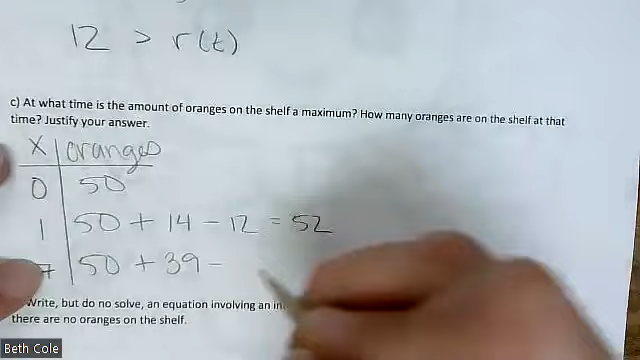 12 > r(t)
c) At what time is the amount of oranges on the shelf a maximum? How many oranges are on the shelf at that
time? Justify your answer.
X oranges
0 50
1 50 + 14 - 12 = 52
7 50 + 39 -
Write, but do no solve, an equation involving an
there are no oranges on the shelf.
Beth Cole